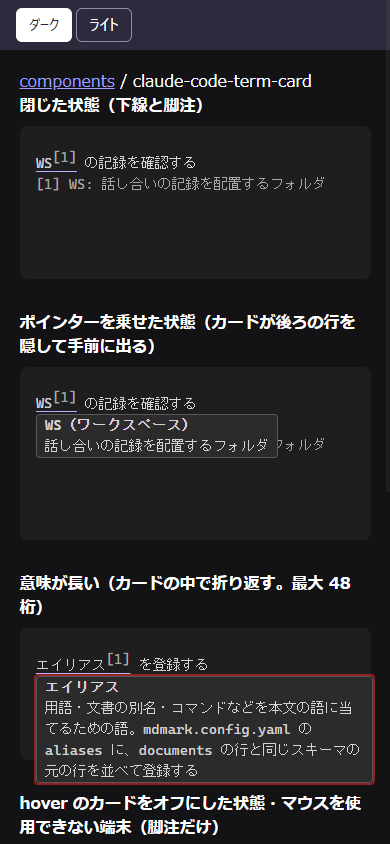 ダーク ライト
components / claude-code-term-card
閉じた状態（下線と脚注）
WS[1] の記録を確認する
[1] WS: 話し合いの記録を配置するフォルダ
ポインターを乗せた状態（カードが後ろの行を
隠して手前に出る）
WS[1] の記録を確認する
WS（ワークスペース）
話し合いの記録を配置するフォルダ フォルダ
意味が長い（カードの中で折り返す。最大 48
桁）
エイリアス[1] を登録する
エイリアス
用語・文書の別名・コマンドなどを本文の語に当
てるための語。mdmark.config.yaml の
aliases に、documents の行と同じスキーマの
元の行を並べて登録する
hover のカードをオフにした状態・マウスを使
用できない端末（脚注だけ）